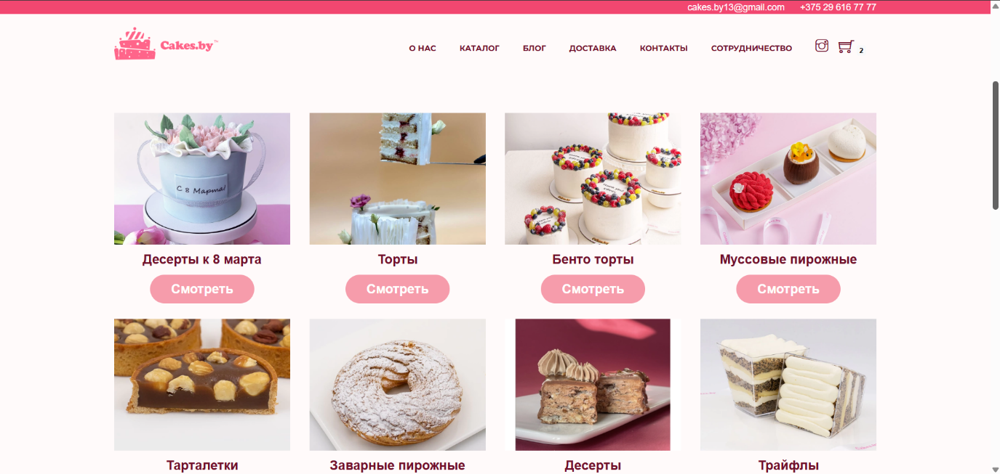 cakes.by13@gmail.com +375 29 616 77 77
Cakes.by™
О НАС КАТАЛОГ БЛОГ ДОСТАВКА КОНТАКТЫ СОТРУДНИЧЕСТВО 2
С 8 Марта!
Десерты к 8 марта Торты Бенто торты Муссовые пирожные
Смотреть Смотреть Смотреть Смотреть
Тарталетки Заварные пирожные Десерты Трайфлы